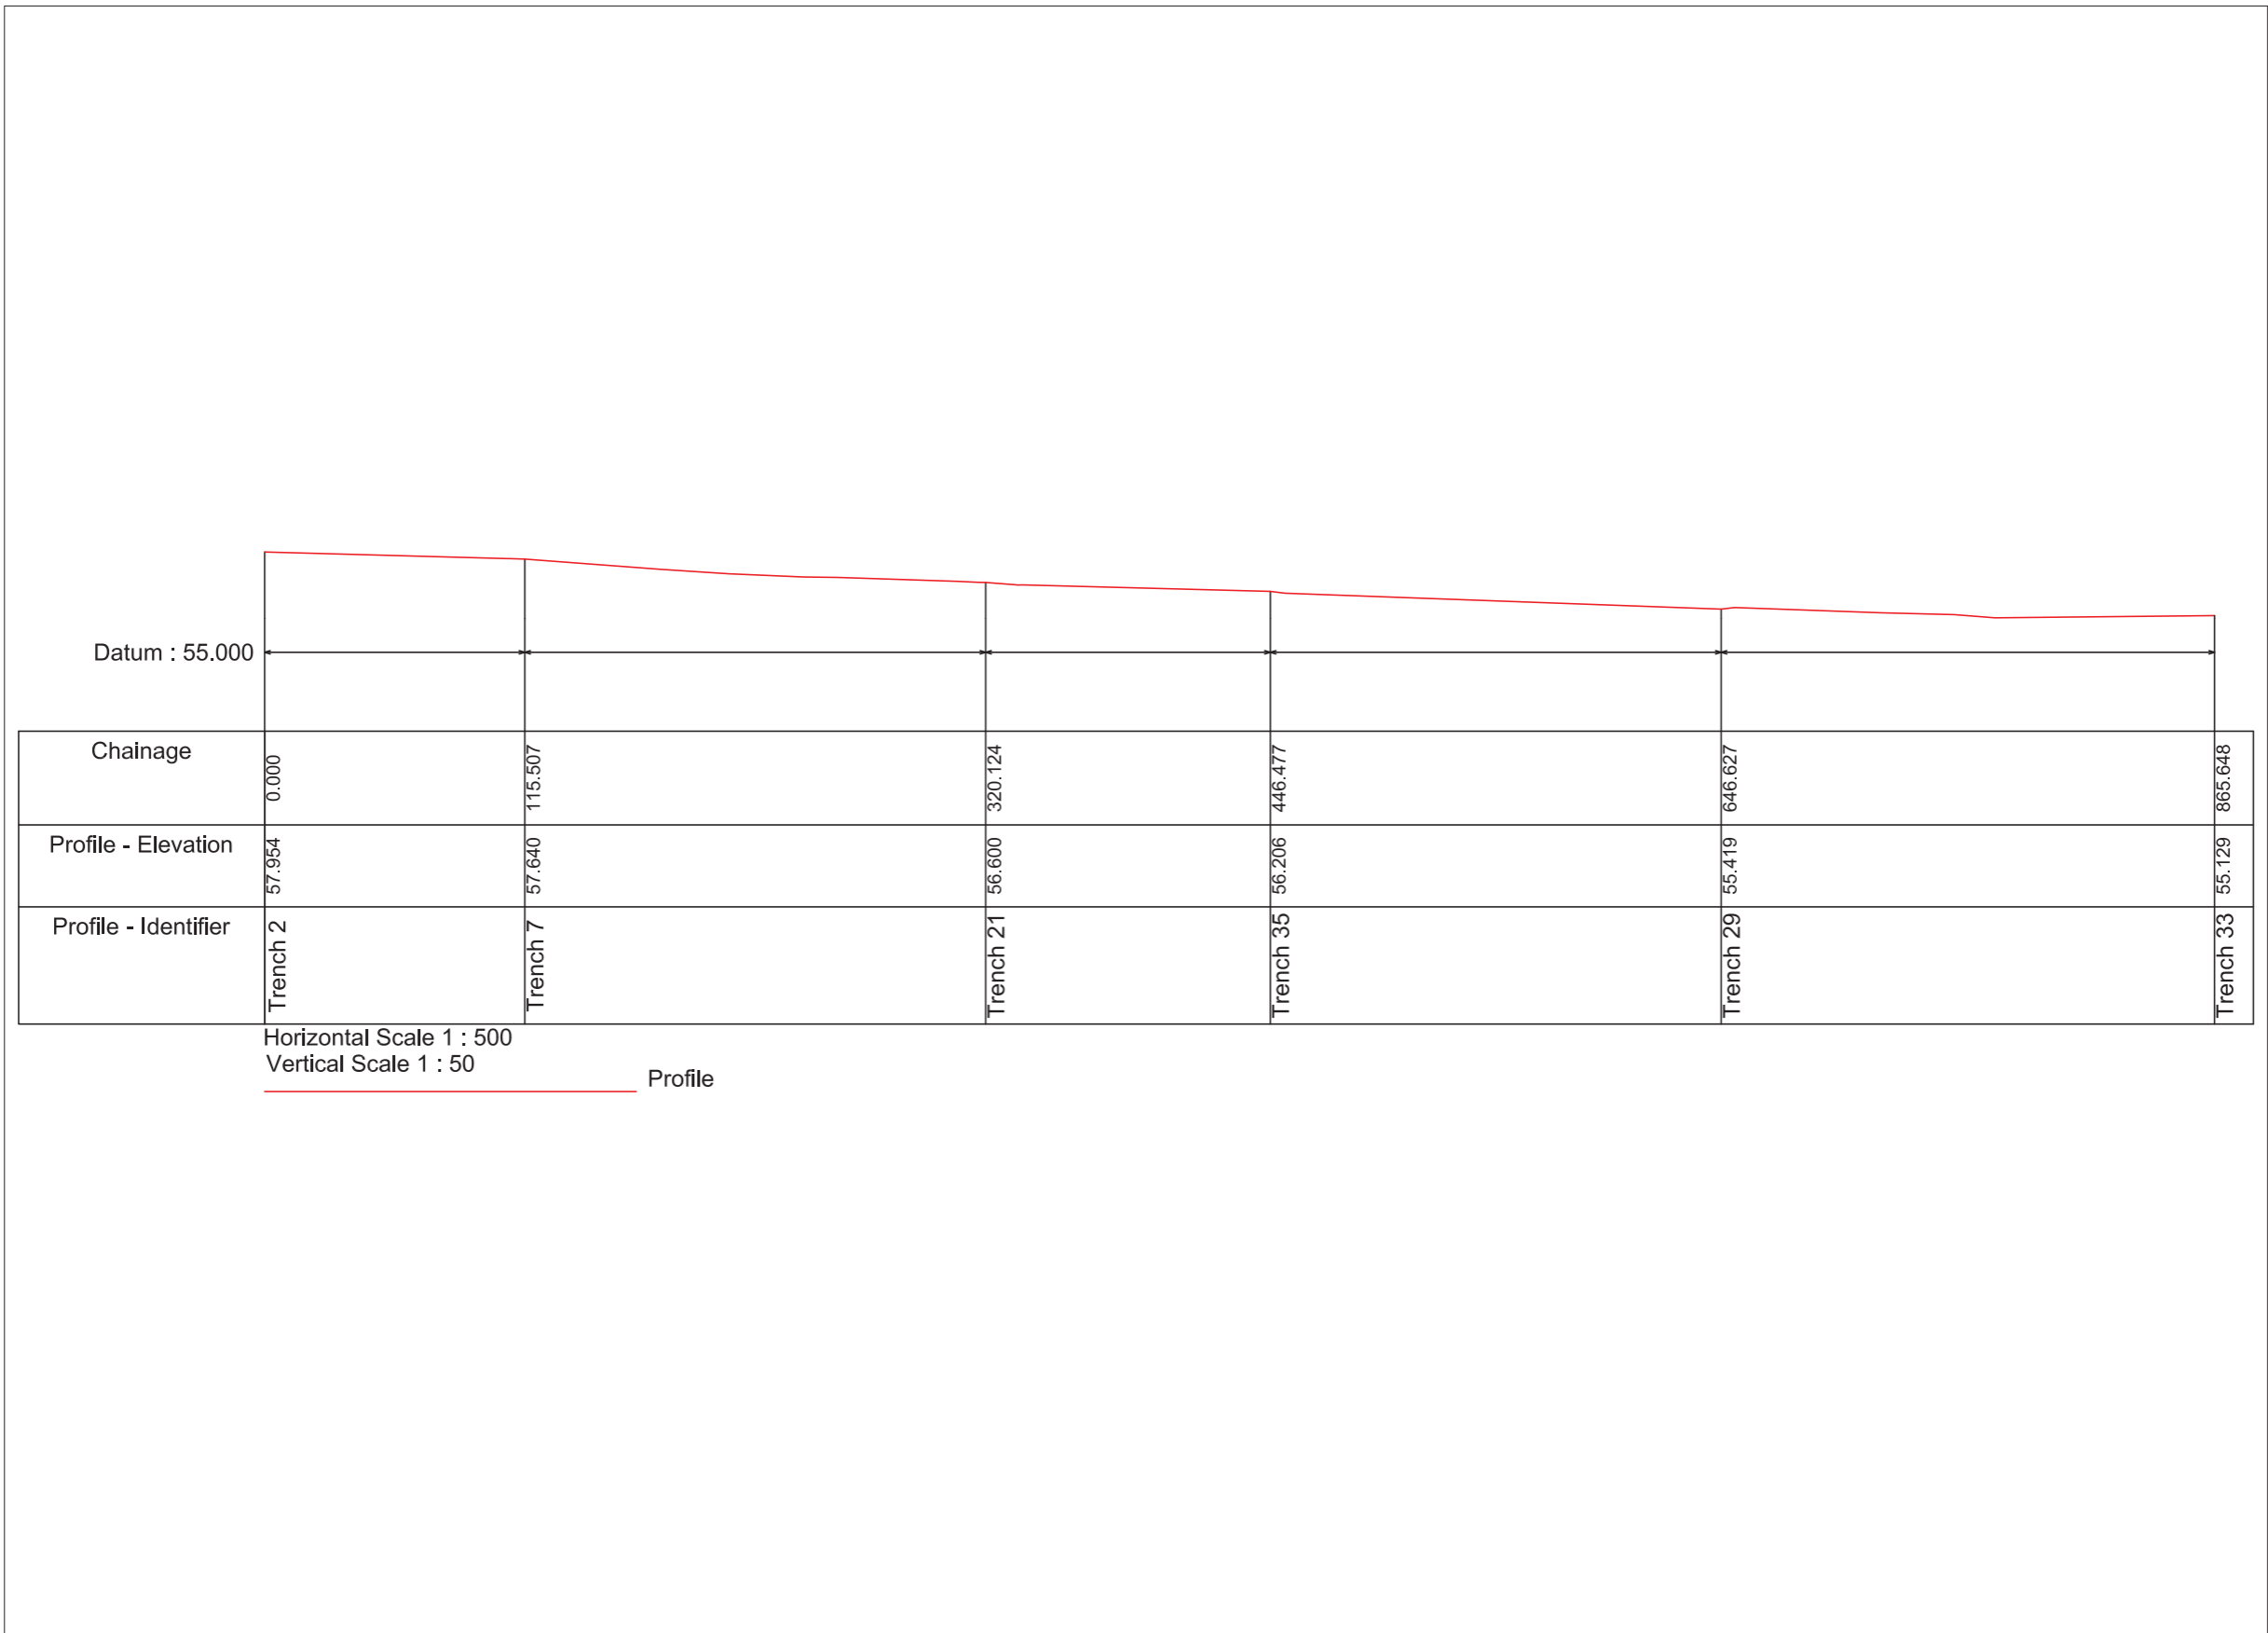 Datum : 55.000
Chainage
0.000
115.507
320.124
446.477
646.627
865.648
Profile - Elevation
57.954
57.640
56.600
56.206
55.419
55.129
Profile - Identifier
Trench 2
Trench 7
Trench 21
Trench 35
Trench 29
Trench 33
Horizontal Scale 1 : 500
Vertical Scale 1 : 50
Profile